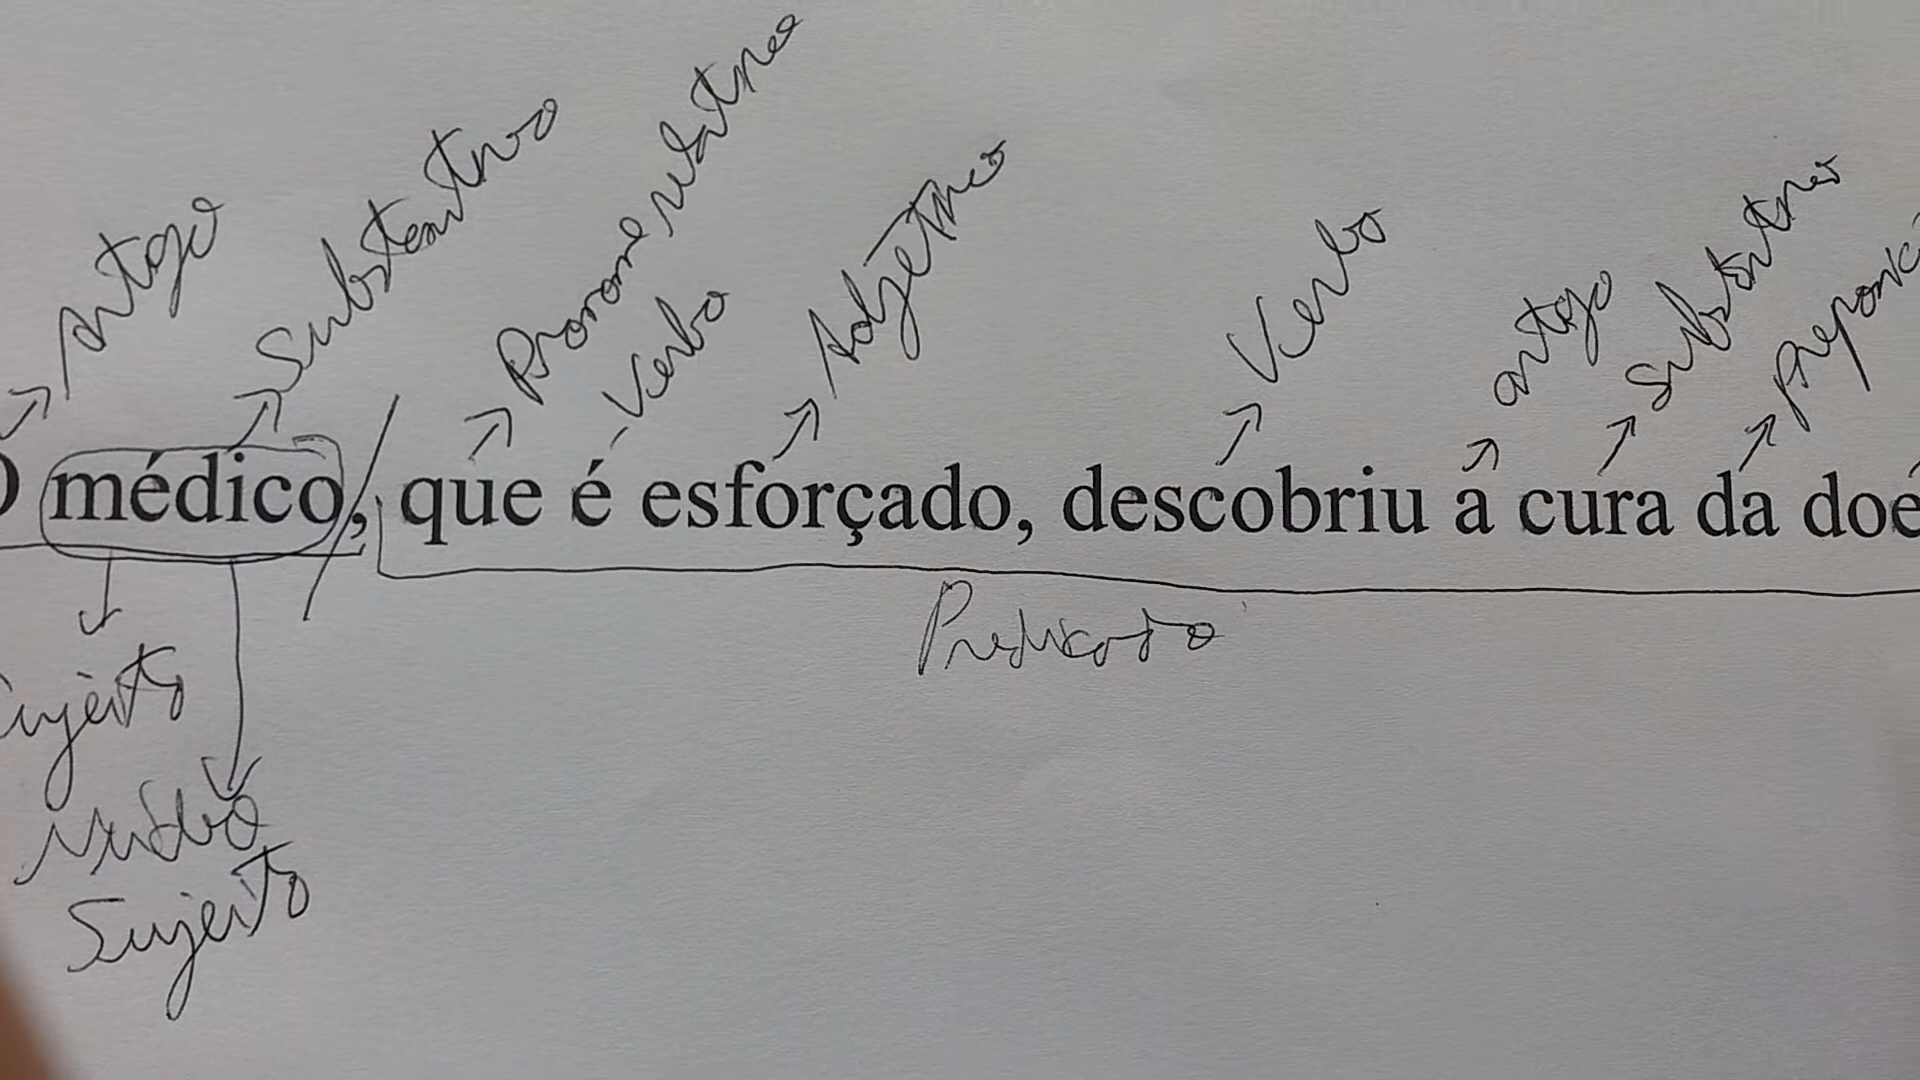 Artigo
Substantivo
Pronome relativo
Verbo
Adjetivo
Verbo
artigo
Substantivo
Preposiç
O médico, que é esforçado, descobriu a cura da doe
Predicado
Sujeito
Núcleo
Sujeito